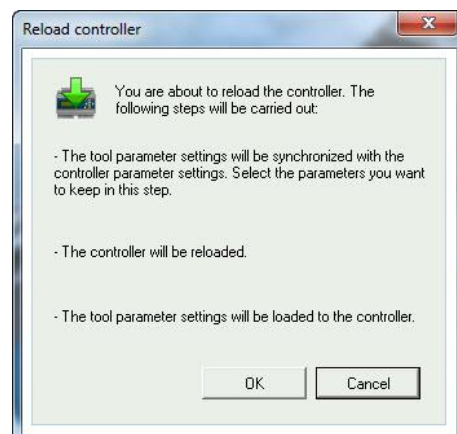 Reload controller
You are about to reload the controller. The
following steps will be carried out:
- The tool parameter settings will be synchronized with the
controller parameter settings. Select the parameters you want
to keep in this step.
- The controller will be reloaded.
- The tool parameter settings will be loaded to the controller.
OK
Cancel